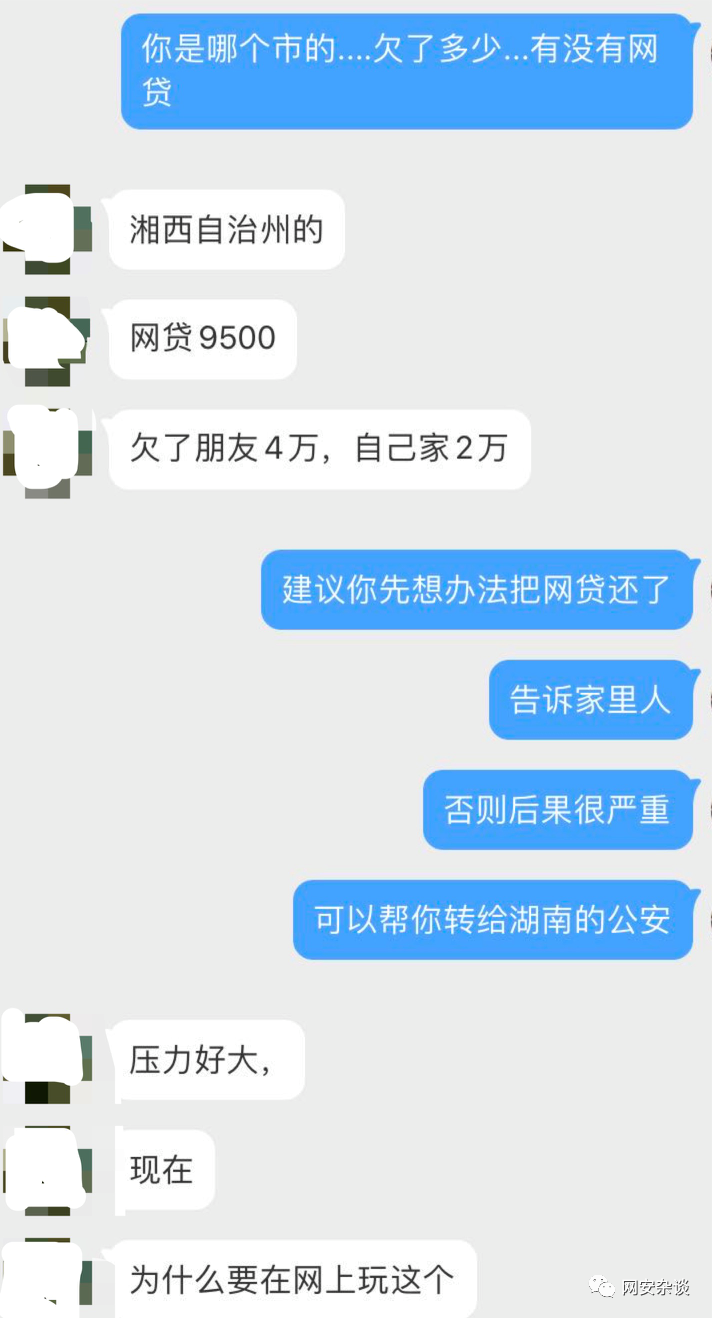 你是哪个市的....欠了多少...有没有网
贷
湘西自治州的
网贷9500
欠了朋友4万，自己家2万
建议你先想办法把网贷还了
告诉家里人
否则后果很严重
可以帮你转给湖南的公安
压力好大，
现在
为什么要在网上玩这个
网安杂谈